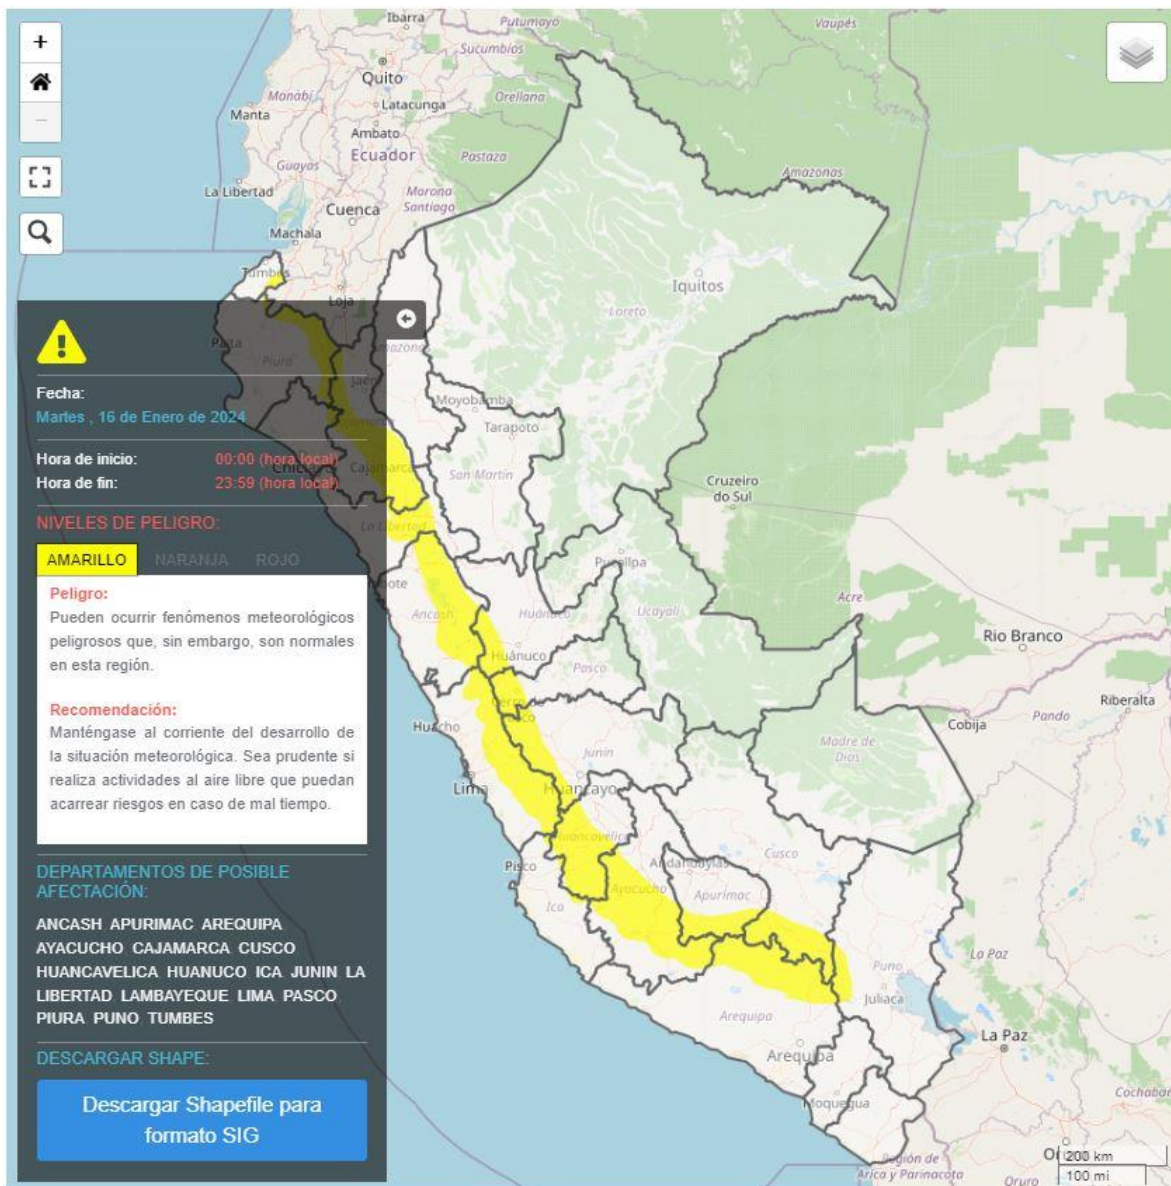 +
Ibarra
Putumayo
Vaupés
Sucumbíos
Quito
Orellana
Manabí
Latacunga
Manta
Ambato
Ecuador
Pastaza
Guayas
Amazonas
La Libertad
Morona
Santiago
Cuenca
Machala
Tumbes
Loja
Iquitos
Loreto
Paita
Piura
Jaén
Amazonas
Moyobamba
Tarapoto
San Martín
Cajamarca
Cruzeiro
do Sul
La Libertad
Pucallpa
Acre
Ancash
Huánuco
Ucayali
Rio Branco
Huánuco
Pasco
Riberalta
Pando
Cobija
Huacho
Junín
Madre de
Dios
Lima
Huancayo
Huancavelica
Pisco
Andahuaylas
Cusco
Ica
Ayacucho
Apurímac
La Paz
Puno
Juliaca
Arequipa
La Paz
Arequipa
Moquegua
Región de
Arica y Parinacota
Oruro
200 km
100 mi
Fecha:
Martes , 16 de Enero de 2024
Hora de inicio: 00:00 (hora local)
Hora de fin: 23:59 (hora local)
NIVELES DE PELIGRO:
AMARILLO NARANJA ROJO
Peligro:
Pueden ocurrir fenómenos meteorológicos
peligrosos que, sin embargo, son normales
en esta región.
Recomendación:
Manténgase al corriente del desarrollo de
la situación meteorológica. Sea prudente si
realiza actividades al aire libre que puedan
acarrear riesgos en caso de mal tiempo.
DEPARTAMENTOS DE POSIBLE
AFECTACIÓN:
ANCASH APURIMAC AREQUIPA
AYACUCHO CAJAMARCA CUSCO
HUANCAVELICA HUANUCO ICA JUNIN LA
LIBERTAD LAMBAYEQUE LIMA PASCO
PIURA PUNO TUMBES
DESCARGAR SHAPE:
Descargar Shapefile para
formato SIG